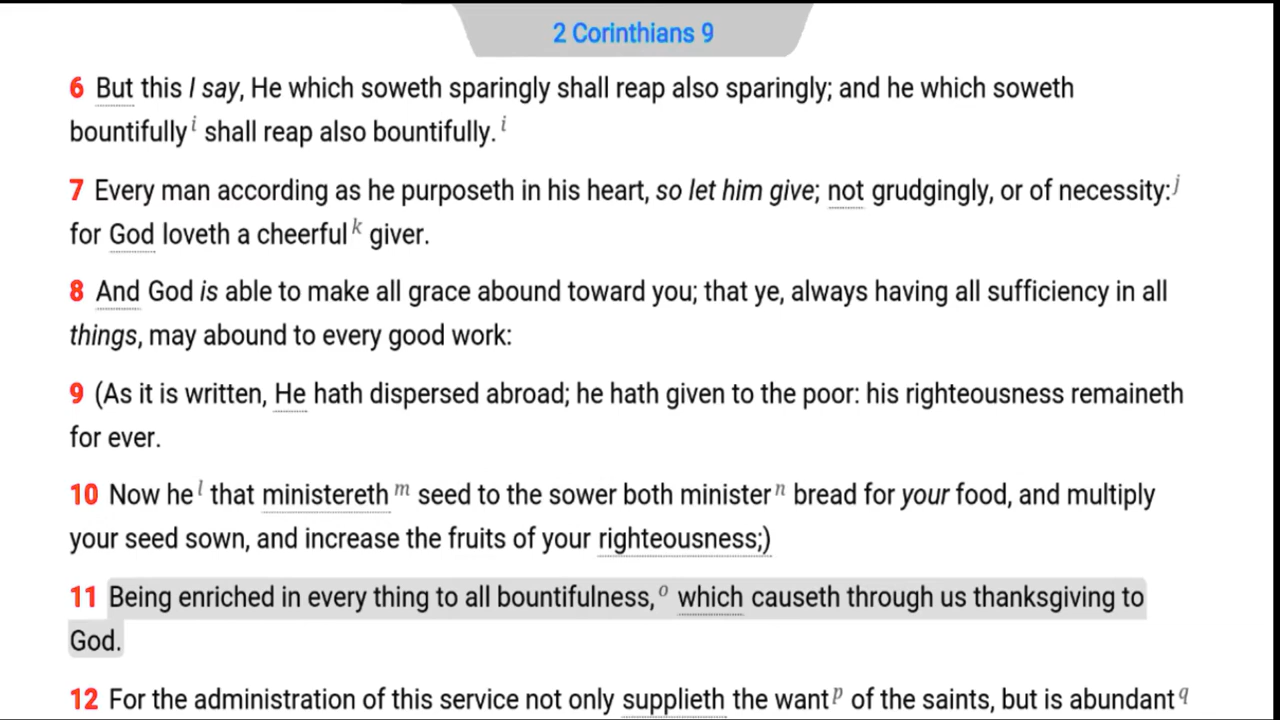 2 Corinthians 9
6 But this I say, He which soweth sparingly shall reap also sparingly; and he which soweth
bountifully i shall reap also bountifully. i
7 Every man according as he purposeth in his heart, so let him give; not grudgingly, or of necessity: j
for God loveth a cheerful k giver.
8 And God is able to make all grace abound toward you; that ye, always having all sufficiency in all
things, may abound to every good work:
9 (As it is written, He hath dispersed abroad; he hath given to the poor: his righteousness remaineth
for ever.
10 Now he l that ministereth m seed to the sower both minister n bread for your food, and multiply
your seed sown, and increase the fruits of your righteousness;)
11 Being enriched in every thing to all bountifulness, o which causeth through us thanksgiving to
God.
12 For the administration of this service not only supplieth the want p of the saints, but is abundant q